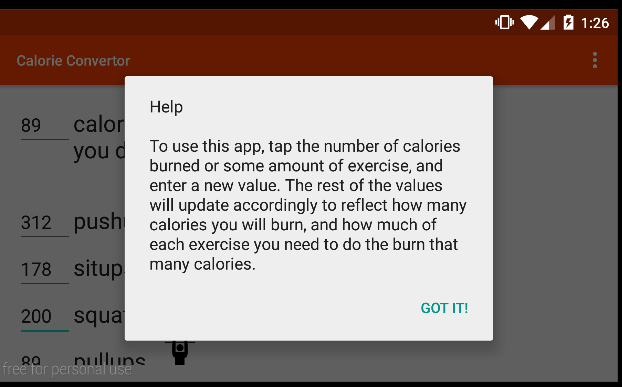 1:26
Calorie Convertor
Help
To use this app, tap the number of calories
burned or some amount of exercise, and
enter a new value. The rest of the values
will update accordingly to reflect how many
calories you will burn, and how much of
each exercise you need to do the burn that
many calories.
GOT IT!
89 calor
you d
312 pushu
178 situps
200 squat
89 pullups
free for personal use